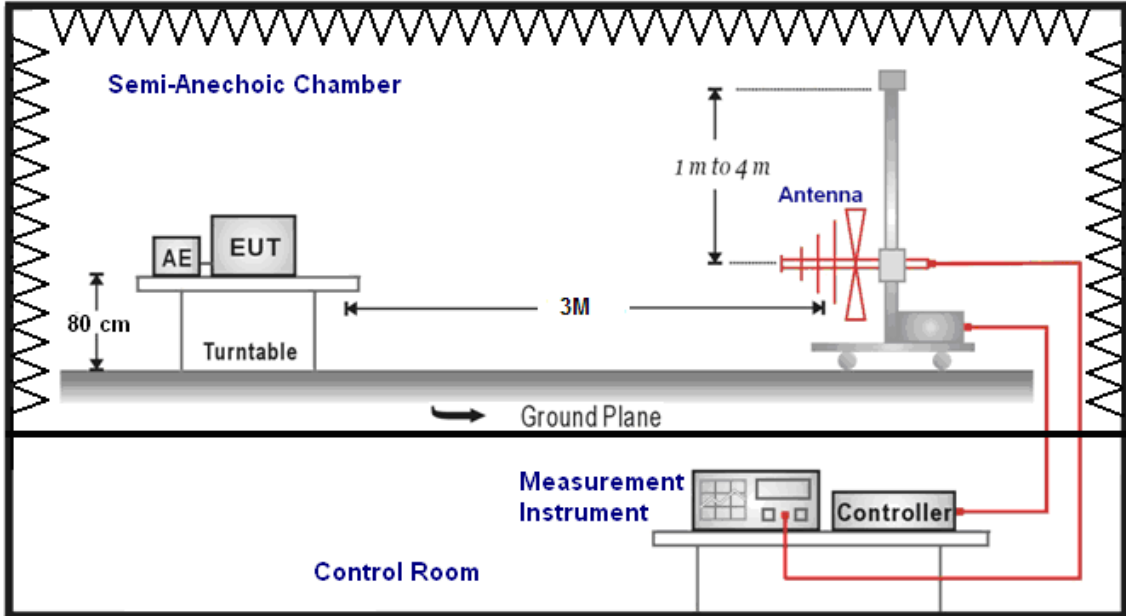 Semi-Anechoic Chamber
1 m to 4 m
Antenna
AE
EUT
80 cm
3M
Turntable
Ground Plane
Measurement
Instrument
Controller
Control Room